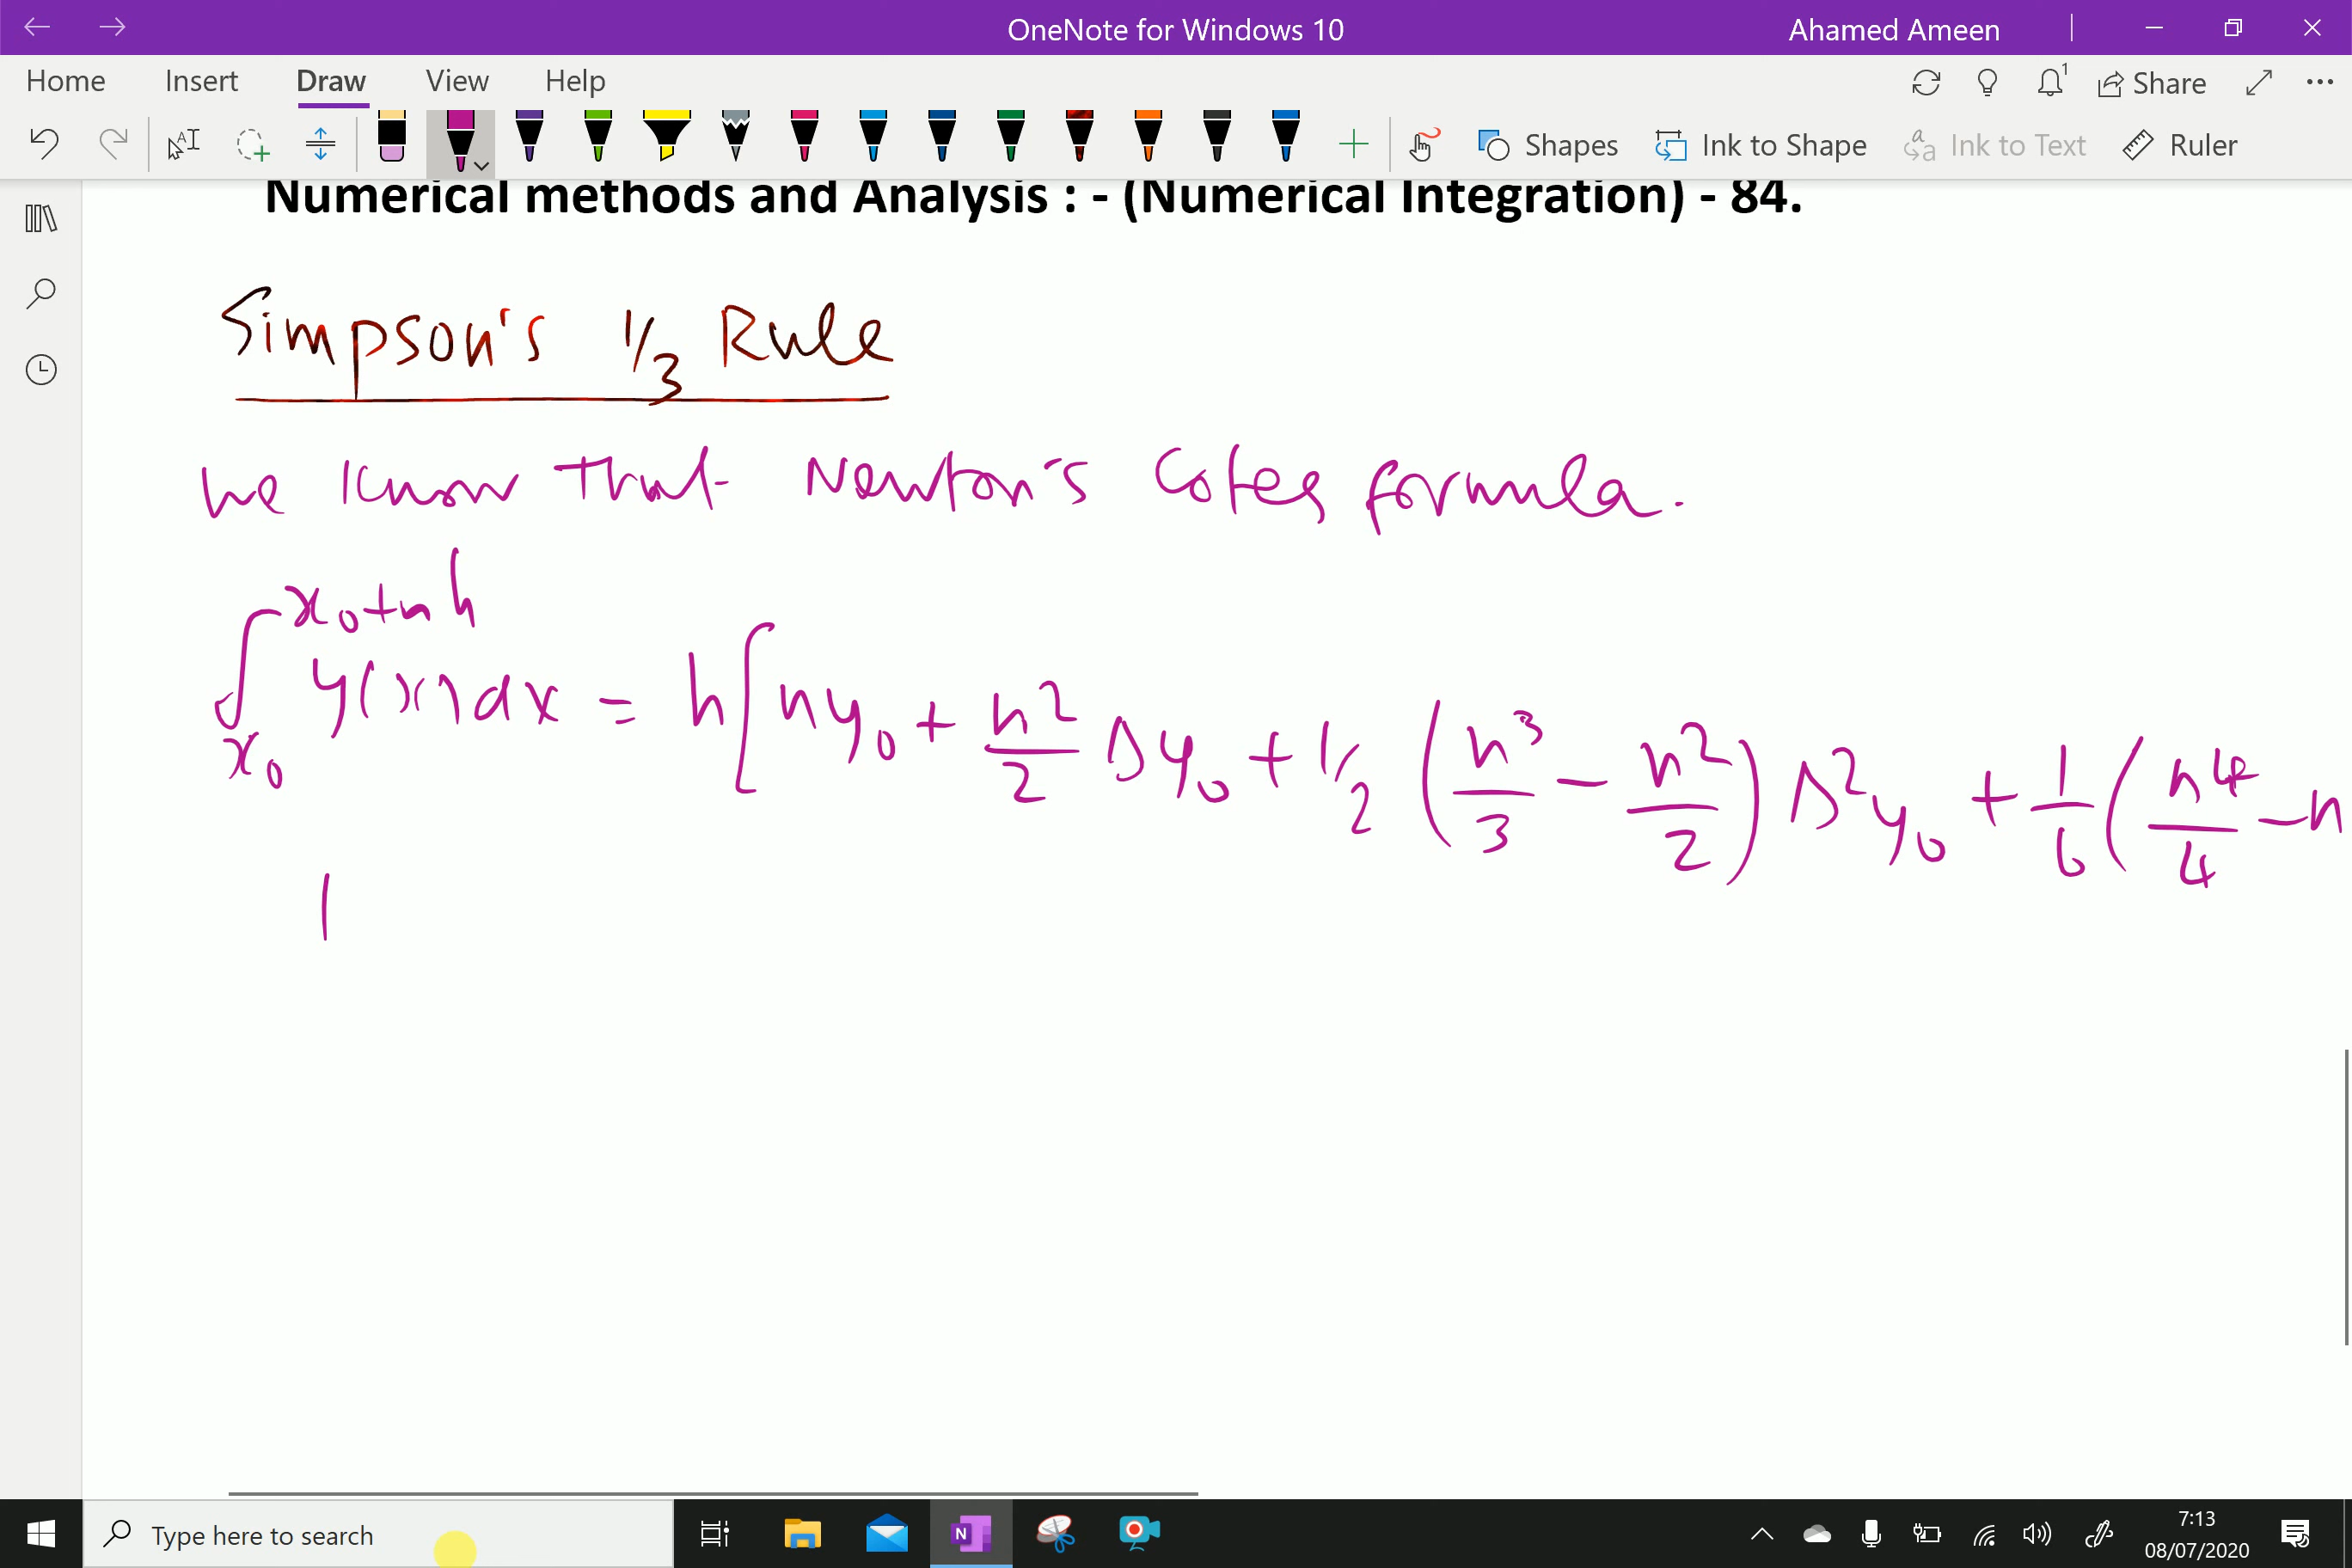 OneNote for Windows 10 Ahamed Ameen
Home Insert Draw View Help 1 Share
Shapes Ink to Shape Ink to Text Ruler
Numerical methods and Analysis : - (Numerical Integration) - 84.
Simpson's 1/3 Rule
we know that Newton's Cotes formula.
∫_{x₀}^{x₀+nh} y(x)dx = h[ny₀ + n²/2 Δy₀ + 1/2 (n³/3 − n²/2) Δ²y₀ + 1/6 (n⁴/4 − n
Type here to search
7:13
08/07/2020